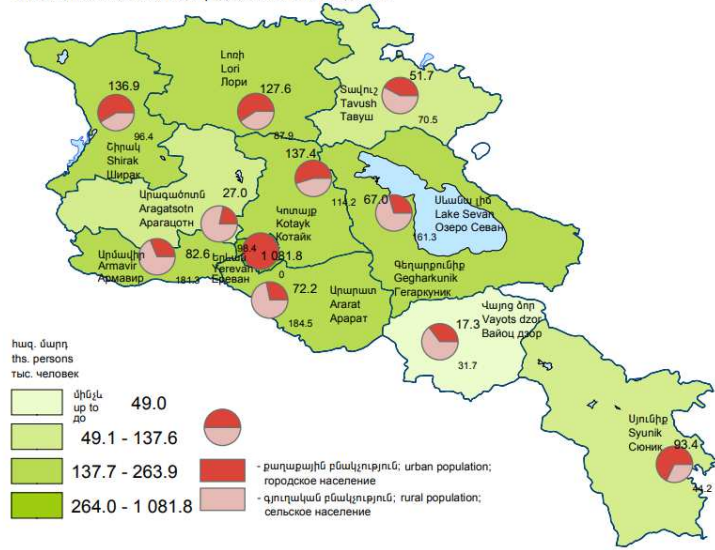 136.9
96.4
Շիրակ
Shirak
Ширак
Լոռի
Lori
Лори
127.6
87.9
51.7
Տավուշ
Tavush
Тавуш
70.5
27.0
Արագածոտն
Aragatsotn
Арагацотн
98.4
137.4
Կոտայք
Kotayk
Котайк
114.2
67.0
161.3
Սևանա լիճ
Lake Sevan
Озеро Севан
Գեղարքունիք
Gegharkunik
Гегаркуник
Արմավիր
Armavir
Армавир
82.6
181.3
Երևան
Yerevan
Ереван
1 081.8
0
72.2
184.5
Արարատ
Ararat
Арарат
Վայոց ձոր
Vayots dzor
Вайоц дзор
17.3
31.7
Սյունիք
Syunik
Сюник
93.4
44.2
հազ. մարդ
ths. persons
тыс. человек
մինչև
up to 49.0
до
49.1 - 137.6
137.7 - 263.9
264.0 - 1 081.8
- քաղաքային բնակչություն; urban population;
городское население
- գյուղական բնակչություն; rural population;
сельское население